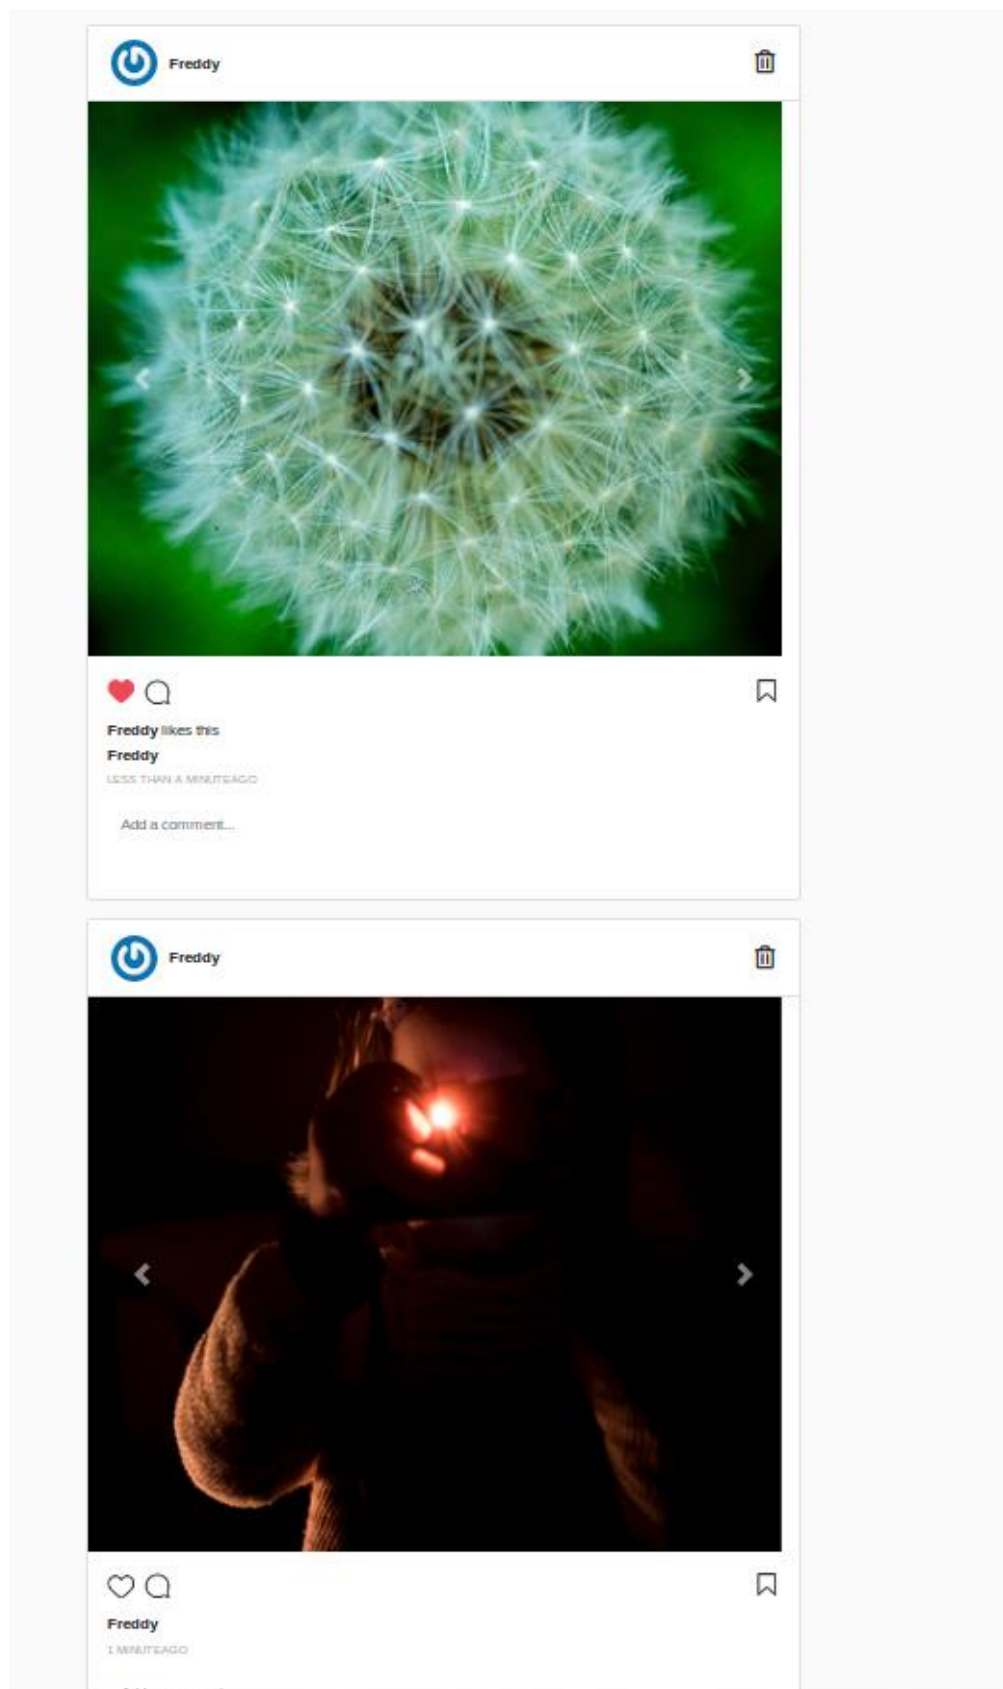 Freddy
Freddy likes this
Freddy
LESS THAN A MINUTEAGO
Add a comment...
Freddy
Freddy
1 MINUTEAGO